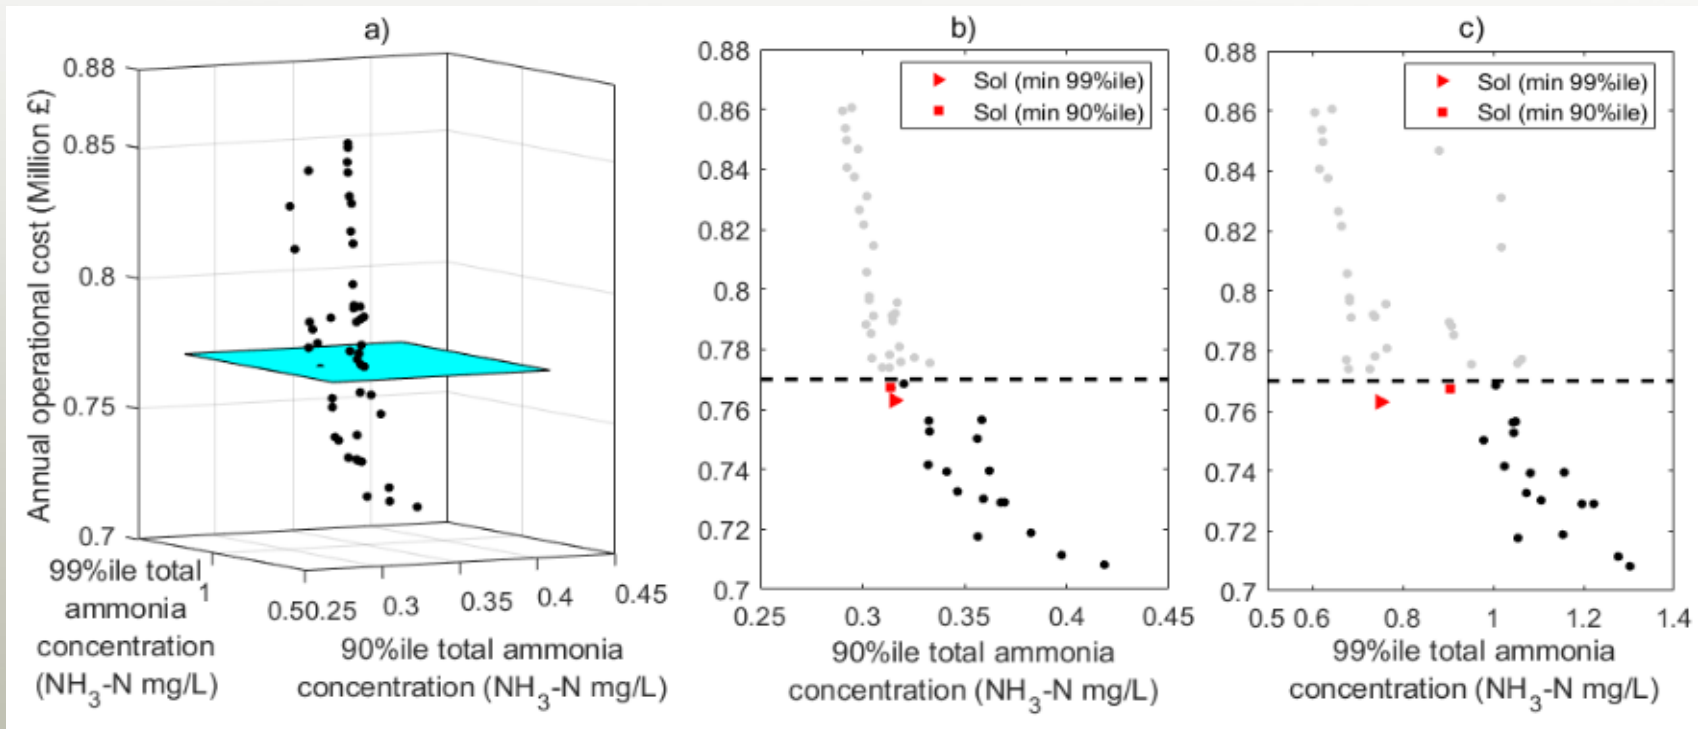 a)
0.88
0.85
0.8
0.75
0.7
Annual operational cost (Million £)
99%ile total
ammonia
concentration
(NH3-N mg/L)
1
0.5
0.25
0.3
0.35
0.4
0.45
90%ile total ammonia
concentration (NH3-N mg/L)
b)
Sol (min 99%ile)
Sol (min 90%ile)
0.88
0.86
0.84
0.82
0.8
0.78
0.76
0.74
0.72
0.7
0.25
0.3
0.35
0.4
0.45
90%ile total ammonia
concentration (NH3-N mg/L)
c)
Sol (min 99%ile)
Sol (min 90%ile)
0.88
0.86
0.84
0.82
0.8
0.78
0.76
0.74
0.72
0.7
0.5
0.6
0.8
1
1.2
1.4
99%ile total ammonia
concentration (NH3-N mg/L)